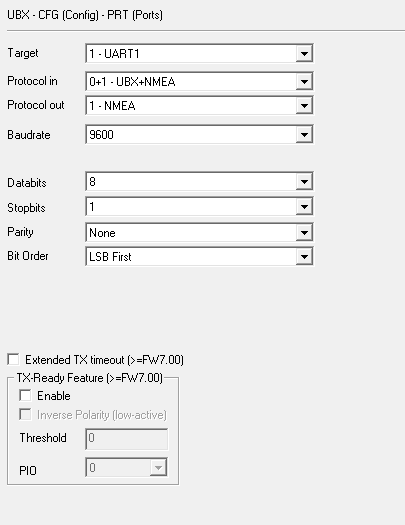 UBX - CFG (Config) - PRT (Ports)
Target 1 - UART1
Protocol in 0+1 - UBX+NMEA
Protocol out 1 - NMEA
Baudrate 9600
Databits 8
Stopbits 1
Parity None
Bit Order LSB First
Extended TX timeout (>=FW7.00)
TX-Ready Feature (>=FW7.00)
Enable
Inverse Polarity (low-active)
Threshold 0
PIO 0